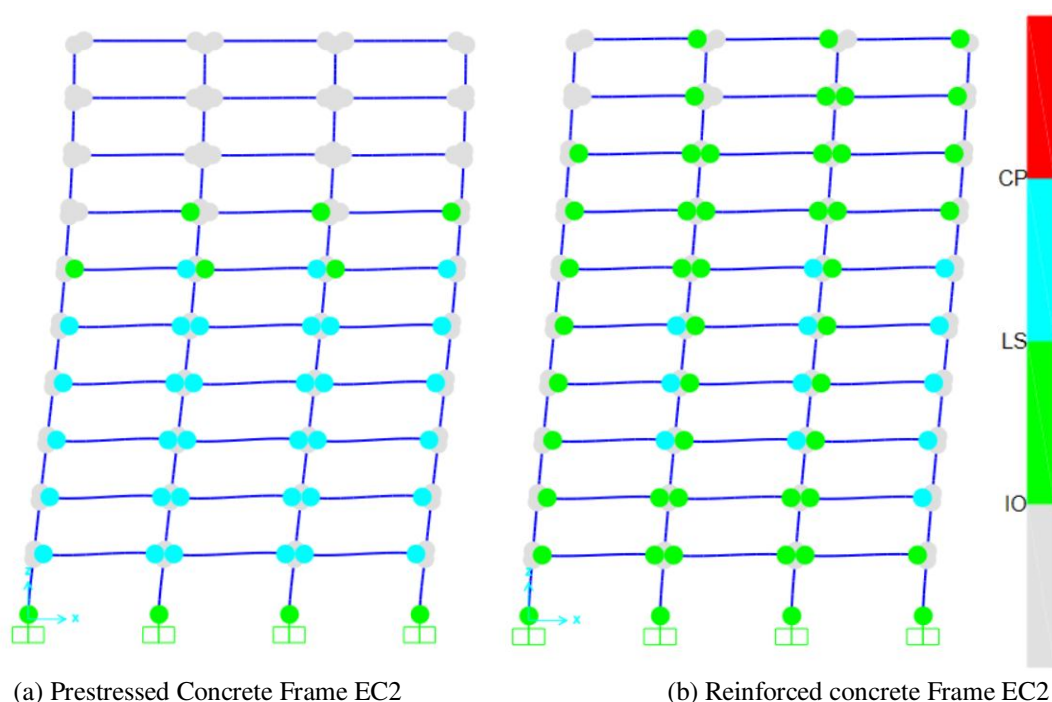 CP
LS
IO
z
x
z
x
(a) Prestressed Concrete Frame EC2
(b) Reinforced concrete Frame EC2